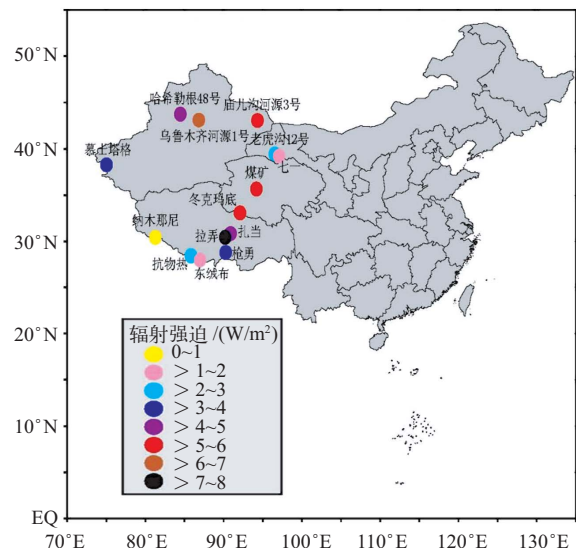 50°N
40°N
30°N
20°N
10°N
EQ
哈希勒根48号
庙儿沟河源3号
乌鲁木齐河源1号
老虎沟12号
慕士塔格
煤矿
冬克玛底
纳木那尼
拉弄
扎当
抗物热
东绒布
枪勇
辐射强迫/(W/m²)
0~1
＞1~2
＞2~3
＞3~4
＞4~5
＞5~6
＞6~7
＞7~8
70°E
80°E
90°E
100°E
110°E
120°E
130°E